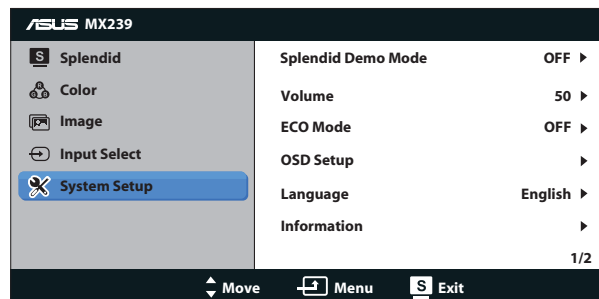 ASUS MX239
S Splendid
R G B Color
Image
Input Select
System Setup
Splendid Demo Mode OFF
Volume 50
ECO Mode OFF
OSD Setup
Language English
Information
1/2
Move Menu S Exit